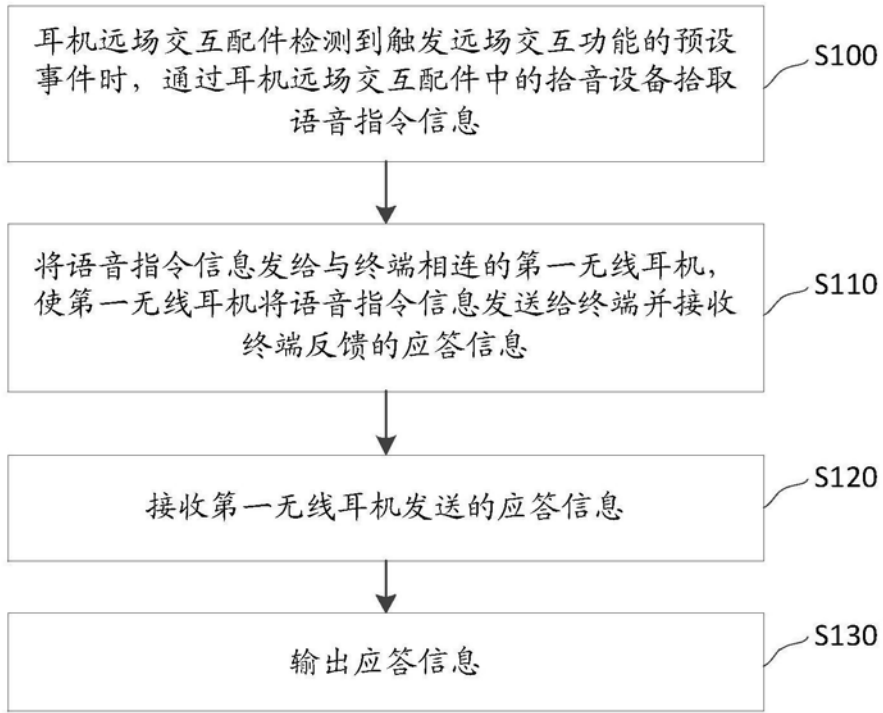 耳机远场交互配件检测到触发远场交互功能的预设
事件时，通过耳机远场交互配件中的拾音设备拾取
语音指令信息
S100
将语音指令信息发给与终端相连的第一无线耳机，
使第一无线耳机将语音指令信息发送给终端并接收
终端反馈的应答信息
S110
接收第一无线耳机发送的应答信息
S120
输出应答信息
S130